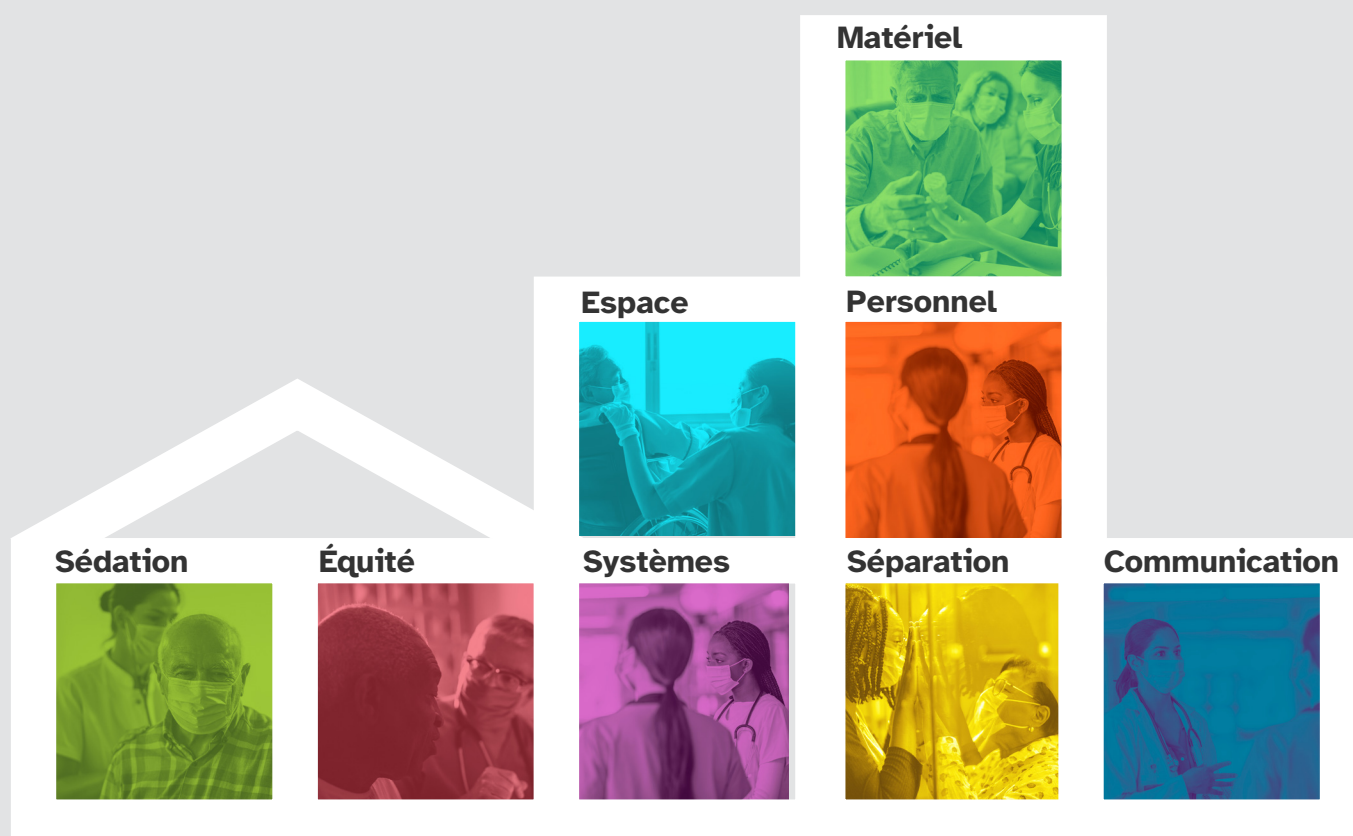 Matériel
Espace
Personnel
Sédation
Équité
Systèmes
Séparation
Communication